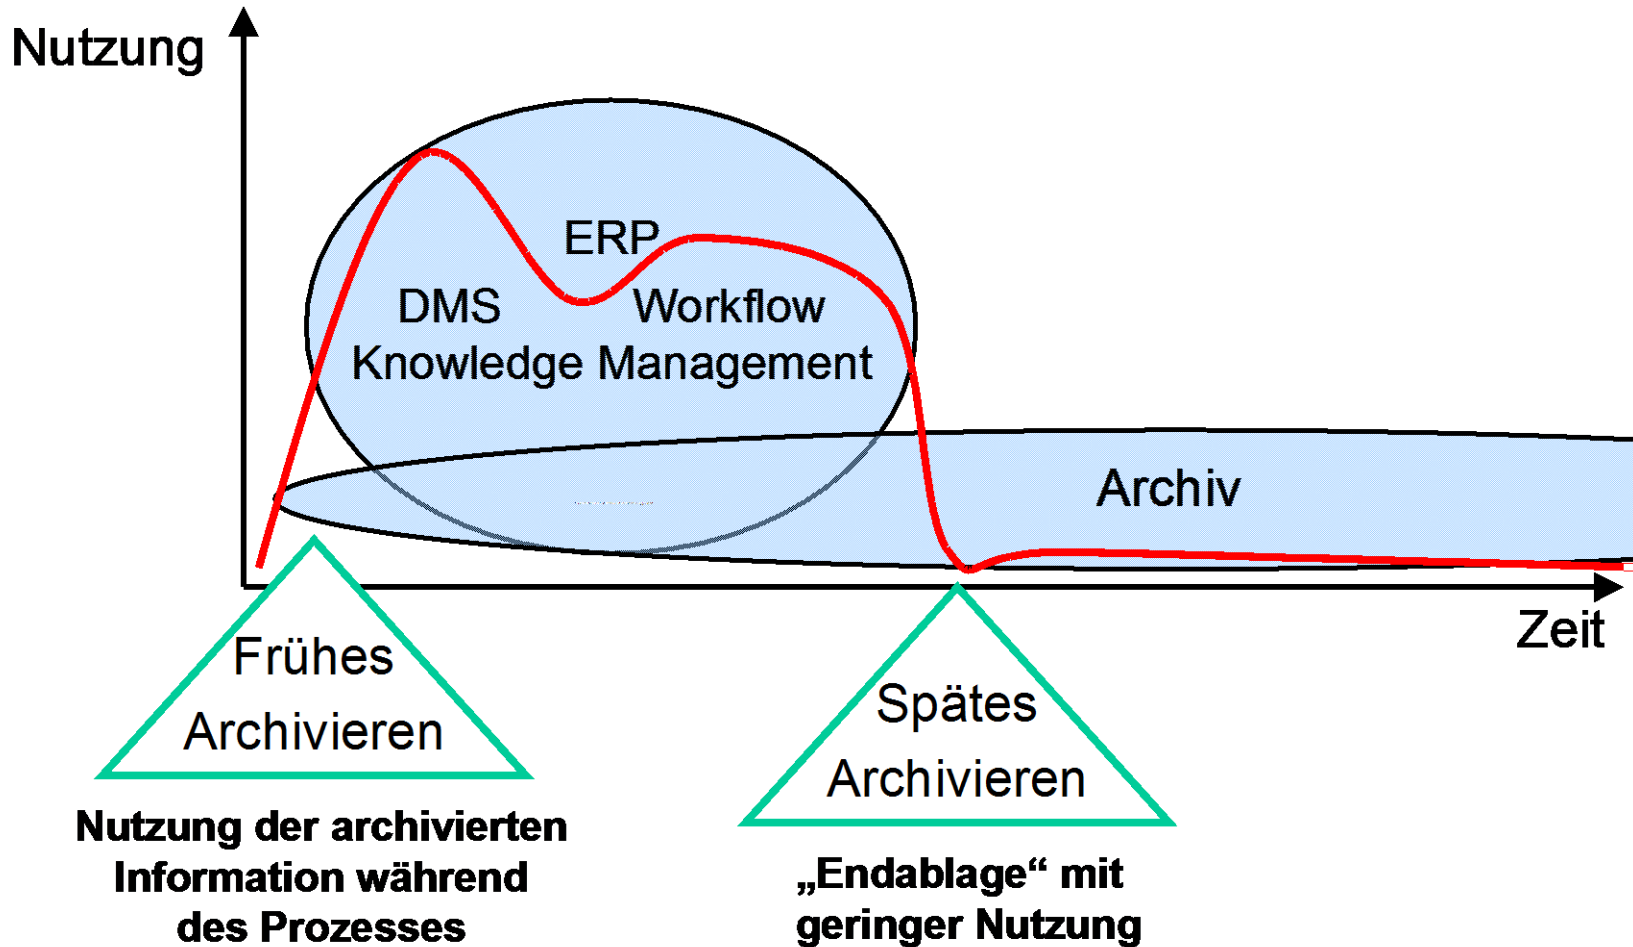 Nutzung
ERP
DMS Workflow
Knowledge Management
Archiv
Zeit
Frühes
Archivieren
Spätes
Archivieren
Nutzung der archivierten
Information während
des Prozesses
„Endablage“ mit
geringer Nutzung